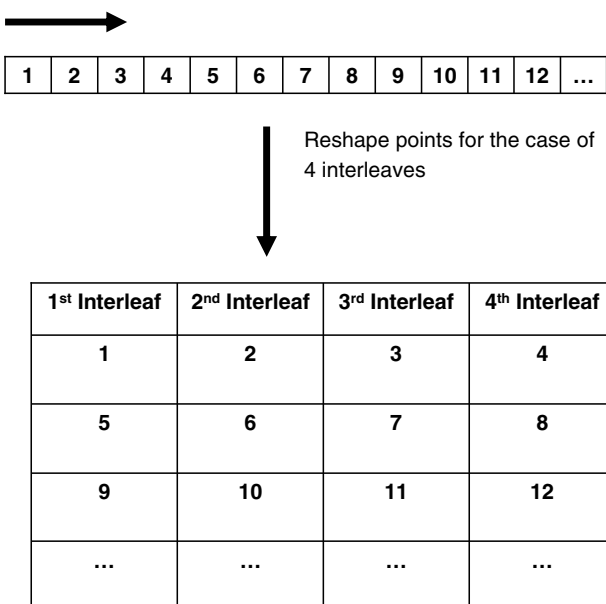 1 2 3 4 5 6 7 8 9 10 11 12 ...
Reshape points for the case of
4 interleaves
1st Interleaf 2nd Interleaf 3rd Interleaf 4th Interleaf
1 2 3 4
5 6 7 8
9 10 11 12
... ... ... ...